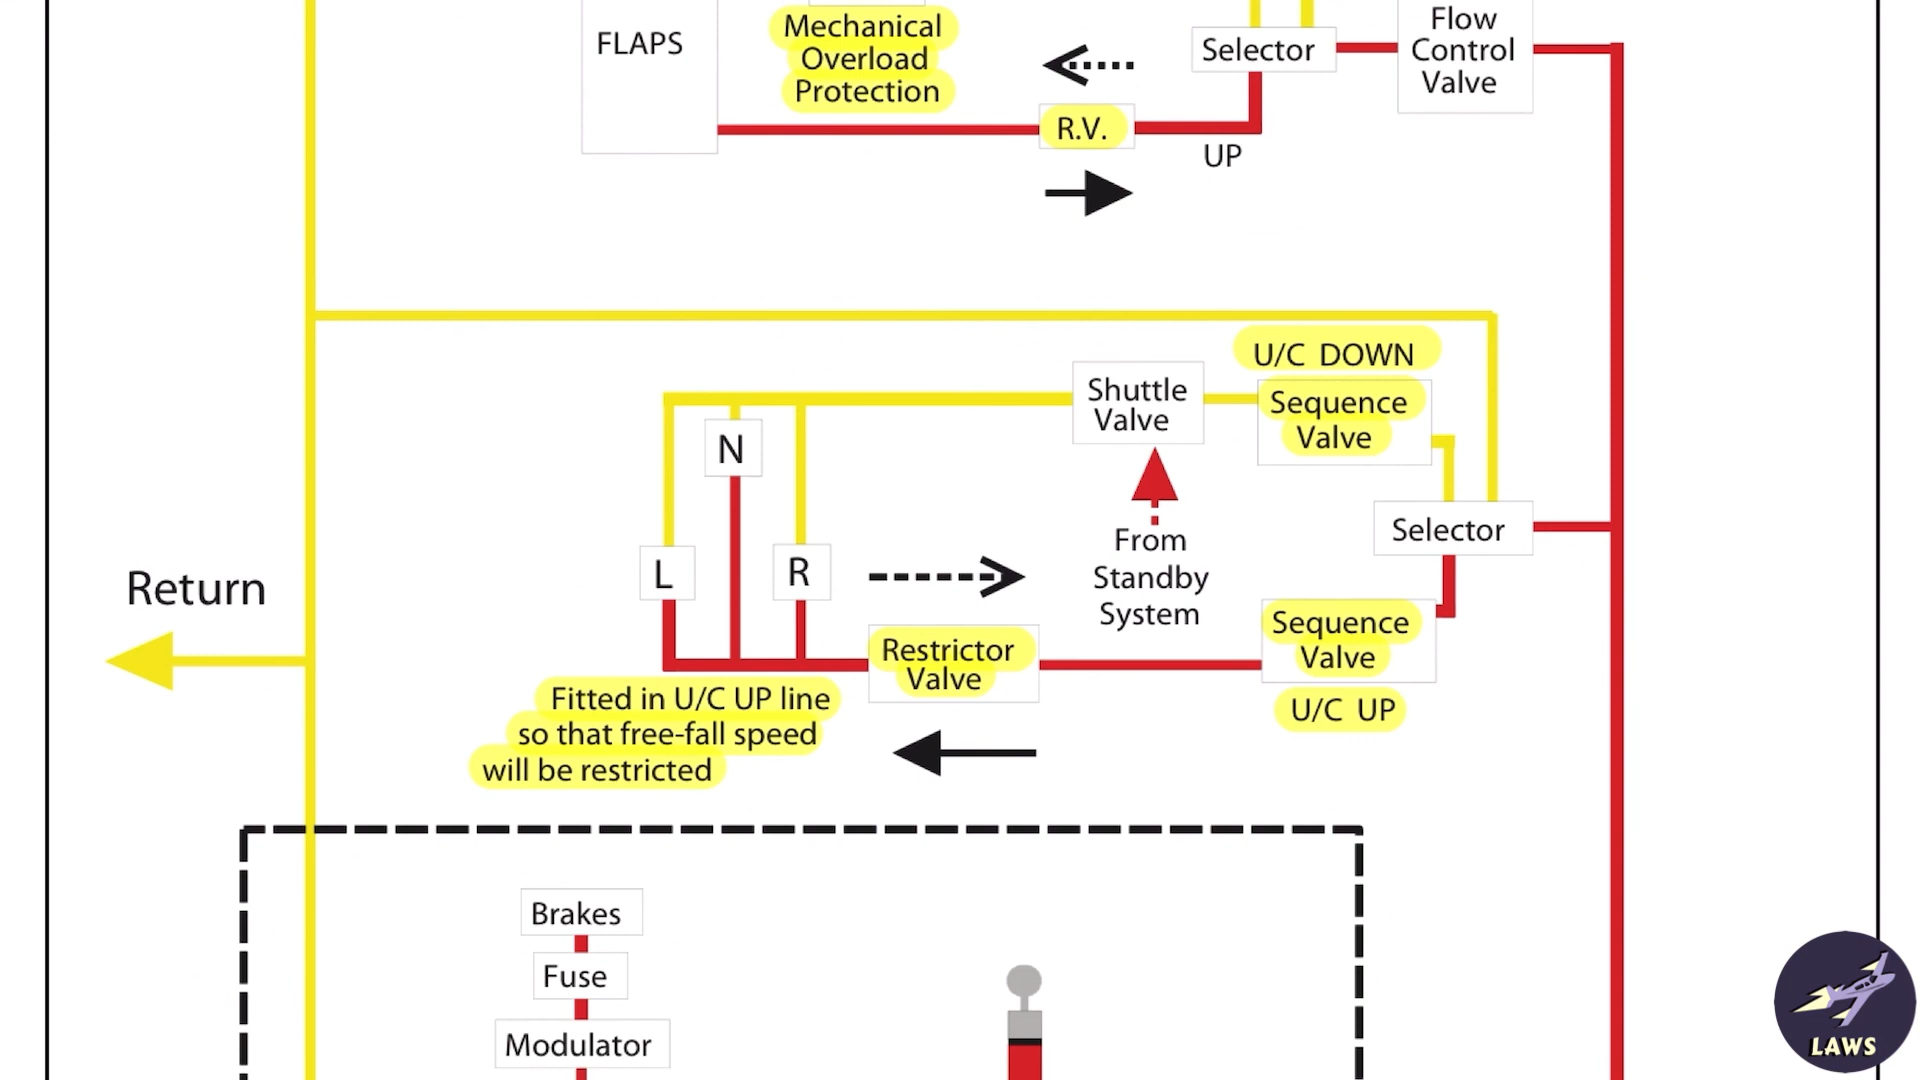 FLAPS
Mechanical
Overload
Protection
Selector
Flow
Control
Valve
R.V.
UP
U/C DOWN
Shuttle
Valve
Sequence
Valve
N
Selector
L
R
From
Standby
System
Return
Sequence
Valve
Restrictor
Valve
Fitted in U/C UP line
so that free-fall speed
will be restricted
U/C UP
Brakes
Fuse
Modulator
LAWS